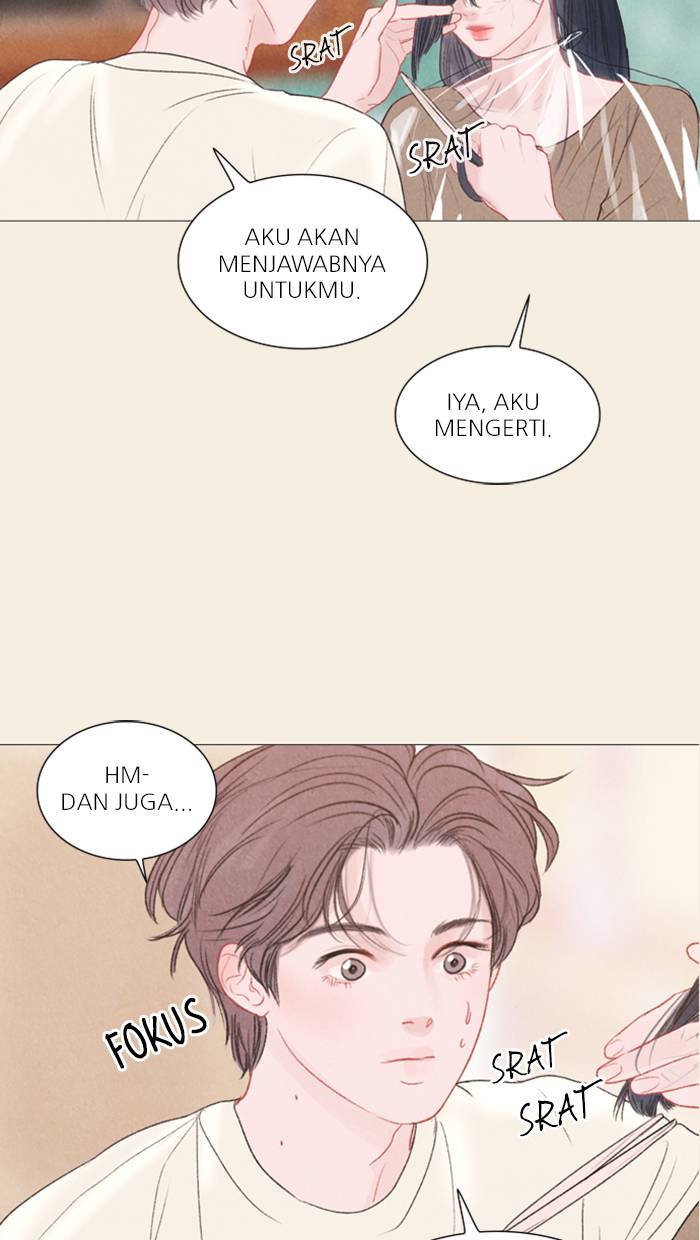 SRAT
SRAT
AKU AKAN
MENJAWABNYA
UNTUKMU.
IYA, AKU
MENGERTI.
HM-
DAN JUGA...
FOKUS
SRAT
SRAT